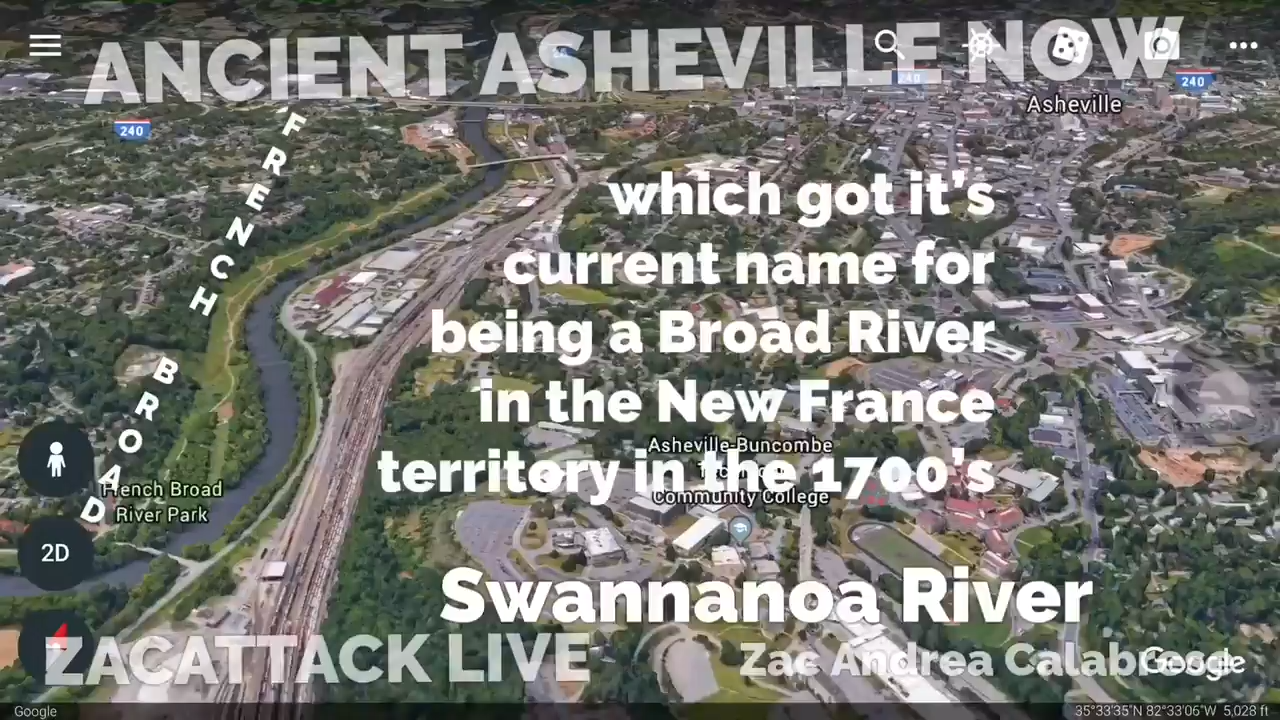 ANCIENT ASHEVILLE NOW
240
240
240
Asheville
FRENCH BROAD
which got it's
current name for
being a Broad River
in the New France
territory in the 1700's
Asheville-Buncombe
Community College
French Broad
River Park
2D
Swannanoa River
ZACATTACK LIVE
Zac Andrea Calabrese
Google
Google
35°33'35"N 82°33'06"W 5,028 ft